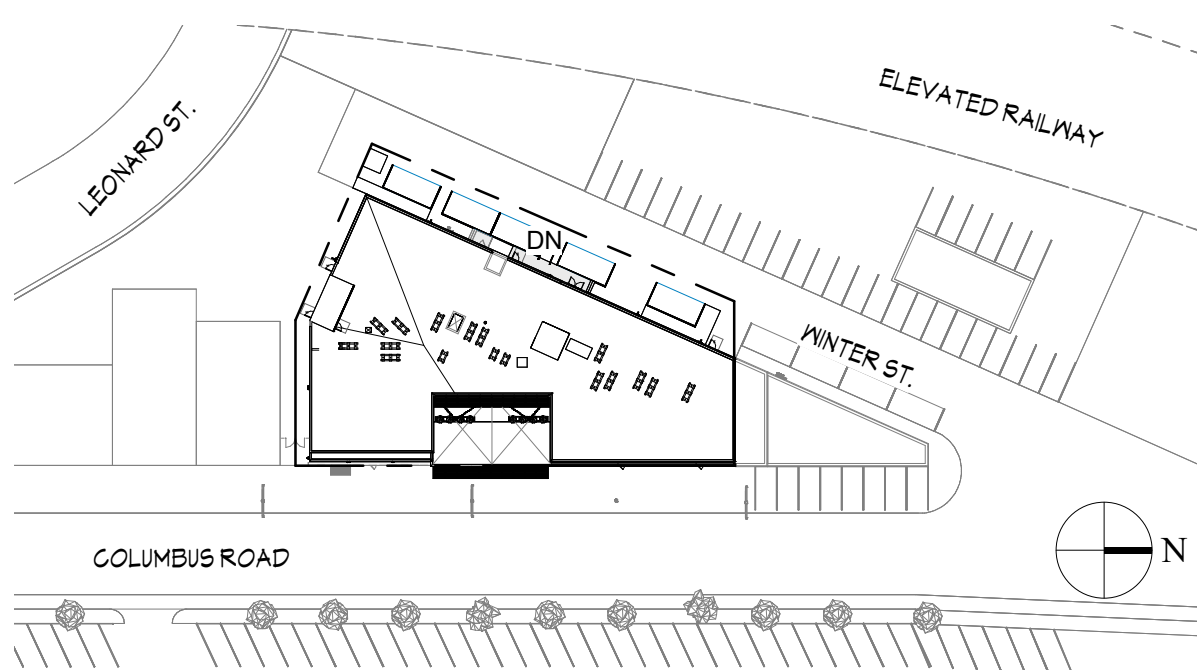 ELEVATED RAILWAY
LEONARD ST.
DN
WINTER ST.
COLUMBUS ROAD
N